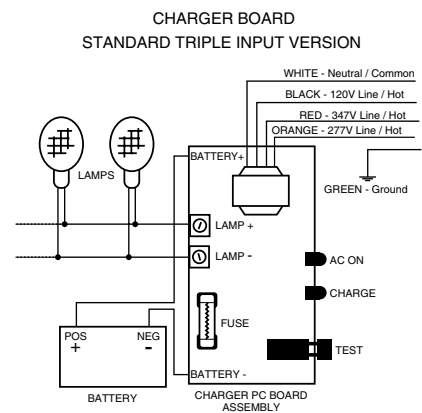 CHARGER BOARD
STANDARD TRIPLE INPUT VERSION
WHITE - Neutral / Common
BLACK - 120V Line / Hot
RED - 347V Line / Hot
ORANGE - 277V Line / Hot
BATTERY+
LAMPS
GREEN - Ground
LAMP +
LAMP -
AC ON
CHARGE
FUSE
POS
NEG
+
-
TEST
BATTERY -
BATTERY
CHARGER PC BOARD
ASSEMBLY